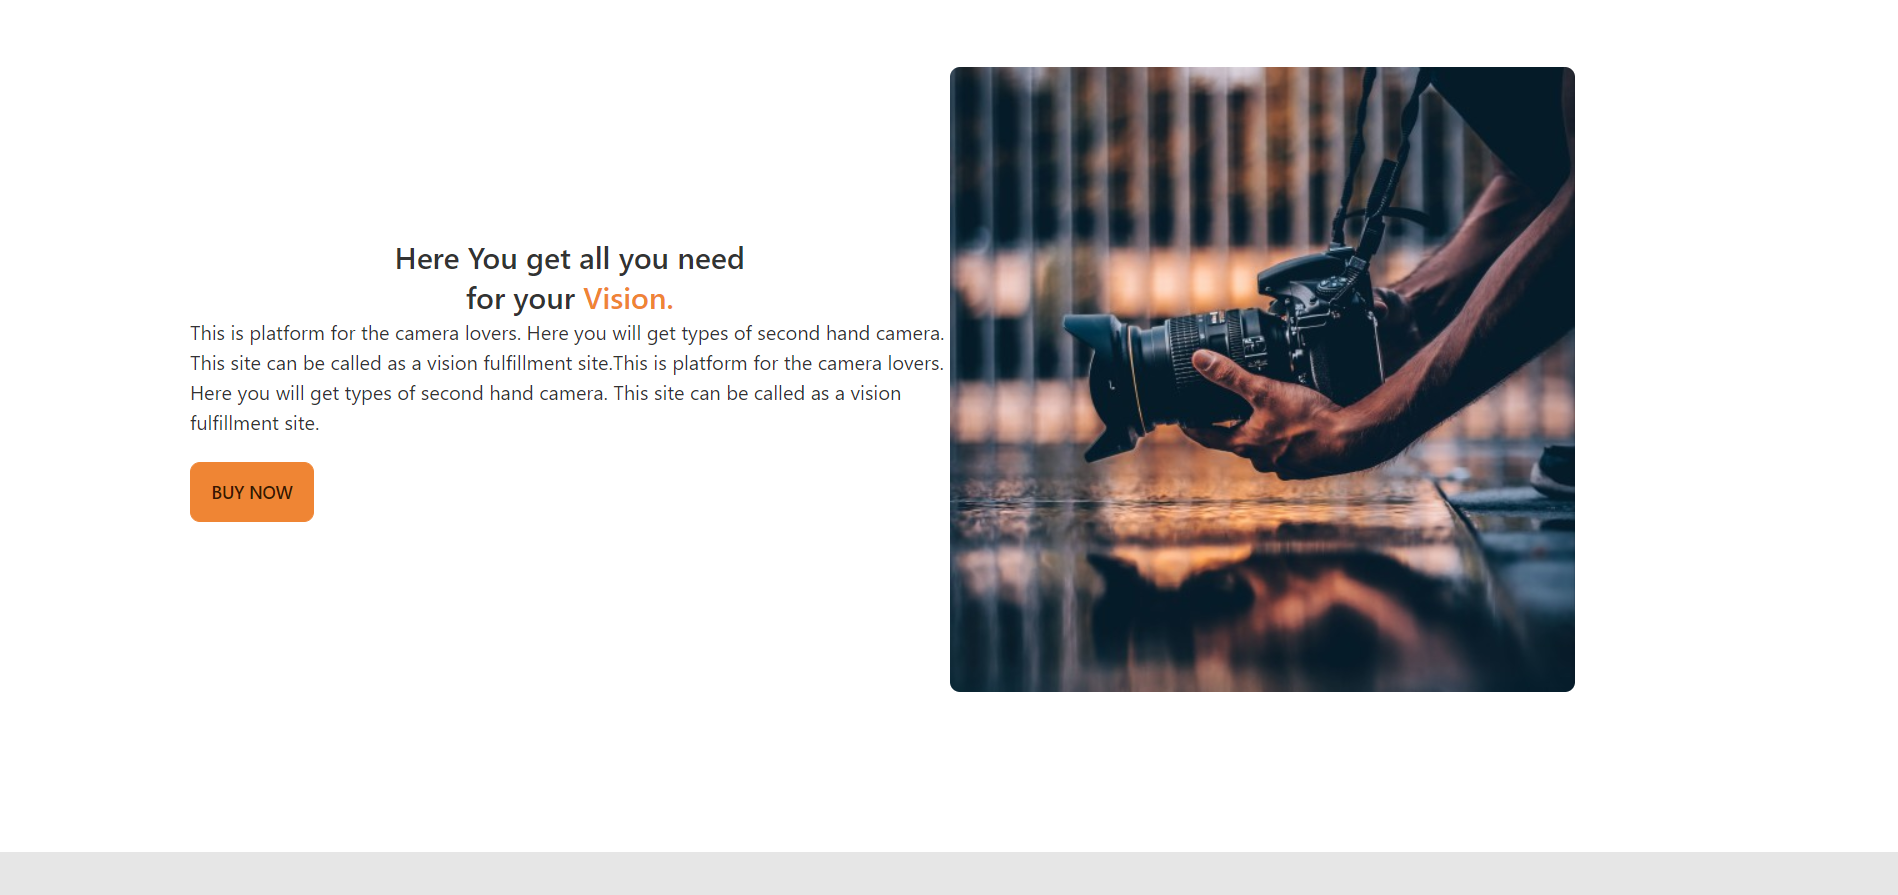 Here You get all you need
for your Vision.
This is platform for the camera lovers. Here you will get types of second hand camera.
This site can be called as a vision fulfillment site.This is platform for the camera lovers.
Here you will get types of second hand camera. This site can be called as a vision
fulfillment site.
BUY NOW